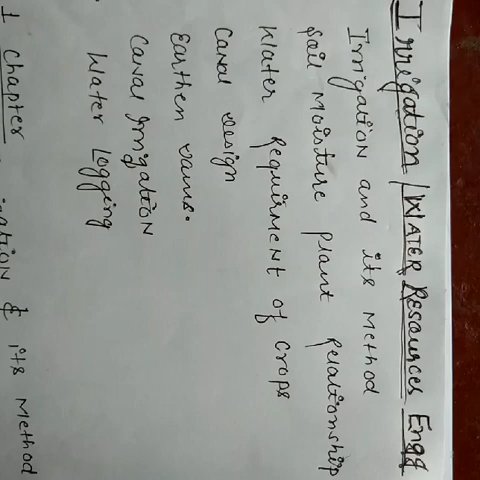 Irrigation / WATER Resources Engg
Irrigation and its Method
Soil Moisture plant Relationship
Water Requirment of Crops
Canal Design
Earthen Dams.
Canal Irrigation
Water Logging
1 chapter
& its Method